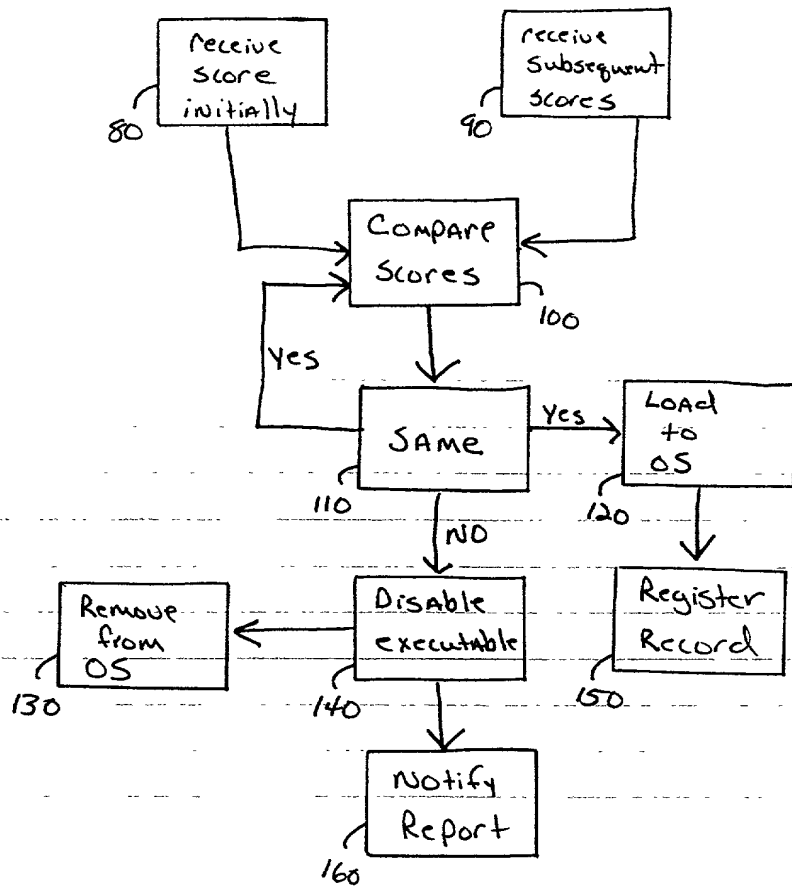 receive
score
initially
80
receive
subsequent
scores
90
Compare
Scores
100
Yes
SAME
110
Yes
LOAd
to
OS
120
NO
Remove
from
OS
130
DisAble
executAble
140
Register
Record
150
Notify
Report
160